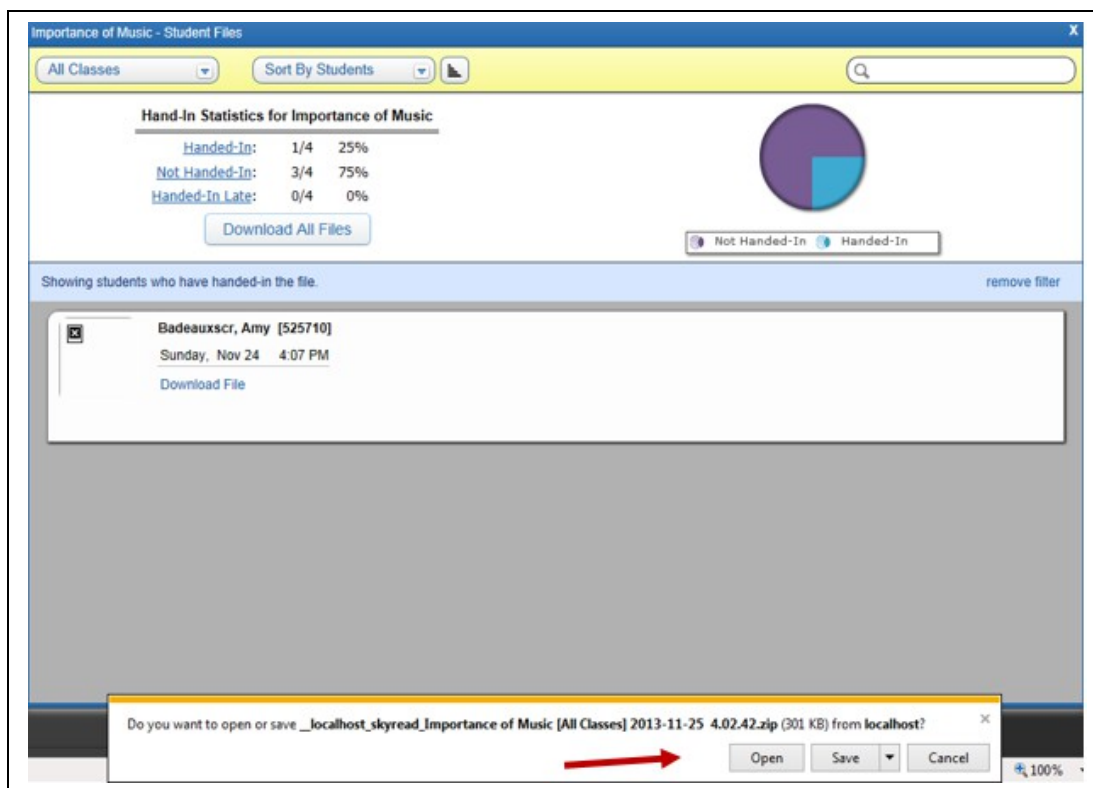 Importance of Music - Student Files X
All Classes Sort By Students
Hand-In Statistics for Importance of Music
Handed-In: 1/4 25%
Not Handed-In: 3/4 75%
Handed-In Late: 0/4 0%
Download All Files
Not Handed-In Handed-In
Showing students who have handed-in the file. remove filter
Badeauxscr, Amy [525710]
Sunday, Nov 24 4:07 PM
Download File
Do you want to open or save __localhost_skyread_Importance of Music [All Classes] 2013-11-25 4.02.42.zip (301 KB) from localhost? ×
Open Save Cancel
100%